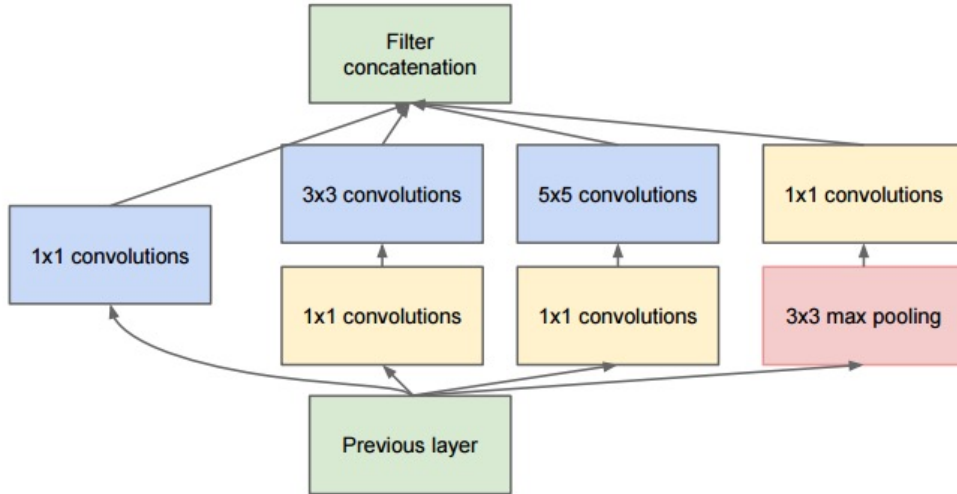 Filter
concatenation
3x3 convolutions
5x5 convolutions
1x1 convolutions
1x1 convolutions
1x1 convolutions
1x1 convolutions
3x3 max pooling
Previous layer